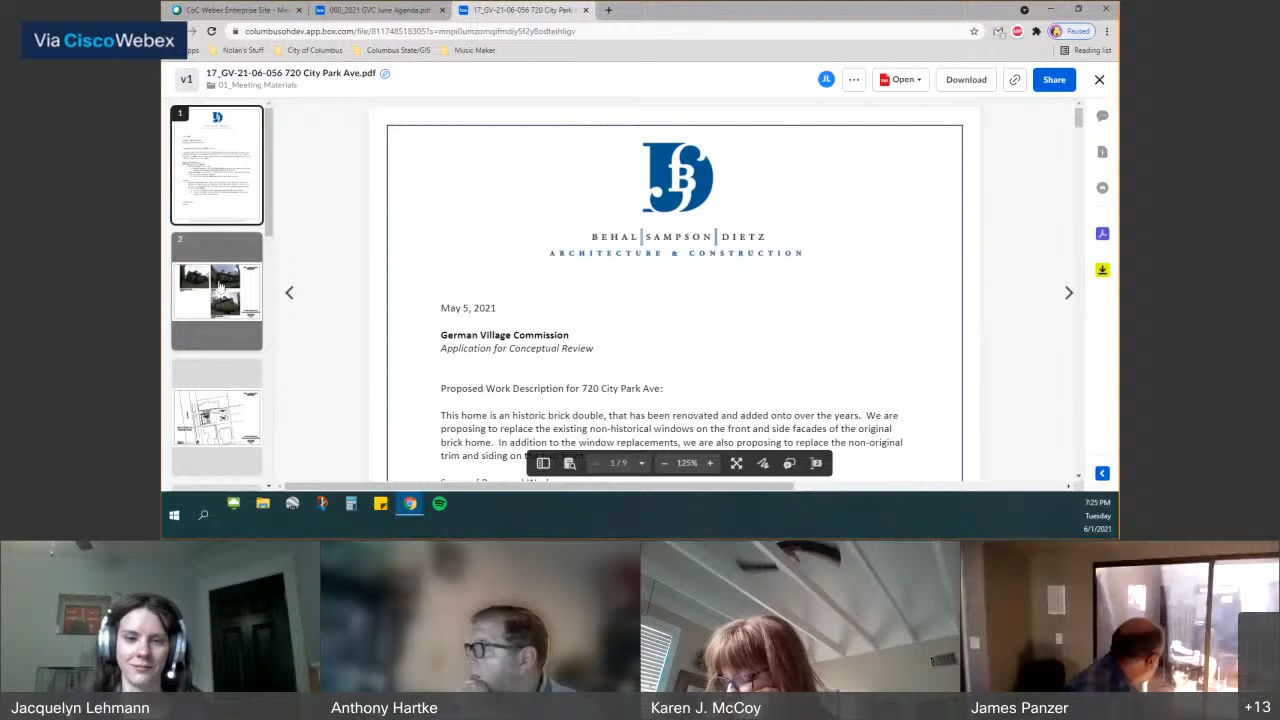 Via Cisco Webex
CoC Webex Enterprise Site - Me
000_2021 GVC June Agenda.pdf
17_GV-21-06-056 720 City Park
columbusohdev.app.box.com/file/811748518305?s=mnpi0umzomqifmdiy5f2y8odteihlgiv
Paused
Nolan's Stuff
City of Columbus
Columbus State/GIS
Music Maker
Reading list
v1
17_GV-21-06-056 720 City Park Ave.pdf
01_Meeting Materials
JL
Open
Download
Share
1
2
BEHAL SAMPSON DIETZ
ARCHITECTURE & CONSTRUCTION
May 5, 2021
German Village Commission
Application for Conceptual Review
Proposed Work Description for 720 City Park Ave:
This home is an historic brick double, that has been renovated and added onto over the years. We are
proposing to replace the existing non-historical windows on the front and side facades of the original
brick home. In addition to the window replacements, we are also proposing to replace the non-original
trim and siding on
1/9
125%
7:25 PM
Tuesday
6/1/2021
Jacquelyn Lehmann
Anthony Hartke
Karen J. McCoy
James Panzer
+13